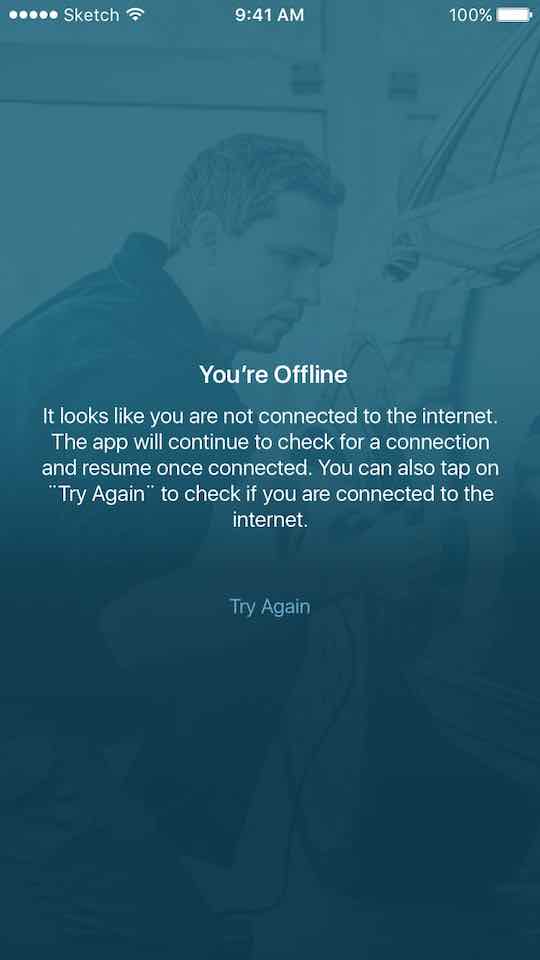 Sketch 9:41 AM 100%
You’re Offline
It looks like you are not connected to the internet.
The app will continue to check for a connection
and resume once connected. You can also tap on
¨Try Again¨ to check if you are connected to the
internet.
Try Again